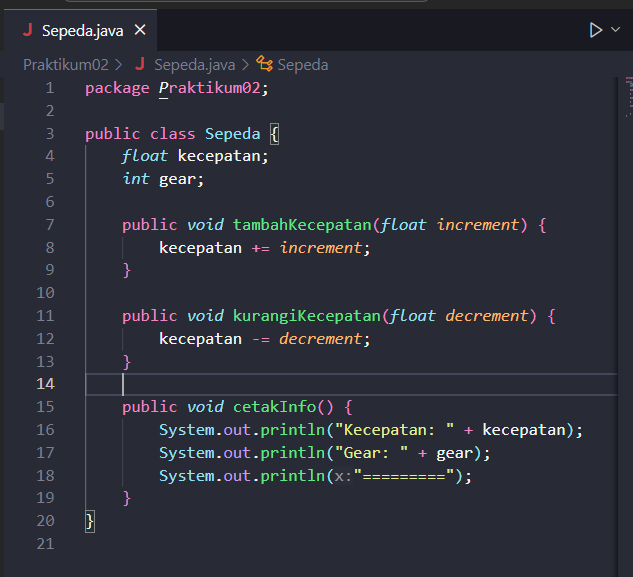 J Sepeda.java ×
Praktikum02 > J Sepeda.java > Sepeda
1 package Praktikum02;
2
3 public class Sepeda {
4 float kecepatan;
5 int gear;
6
7 public void tambahKecepatan(float increment) {
8 kecepatan += increment;
9 }
10
11 public void kurangiKecepatan(float decrement) {
12 kecepatan -= decrement;
13 }
14
15 public void cetakInfo() {
16 System.out.println("Kecepatan: " + kecepatan);
17 System.out.println("Gear: " + gear);
18 System.out.println(x:"=========");
19 }
20 }
21